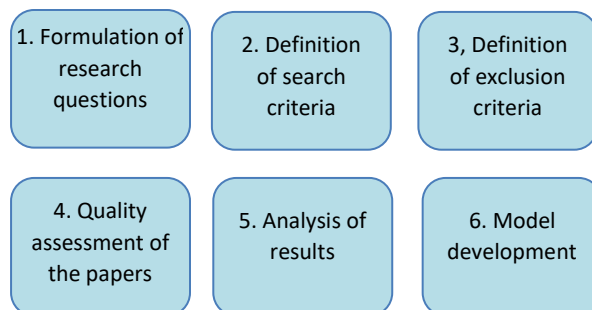 1. Formulation of
research
questions
2. Definition
of search
criteria
3, Definition
of exclusion
criteria
4. Quality
assessment of
the papers
5. Analysis of
results
6. Model
development